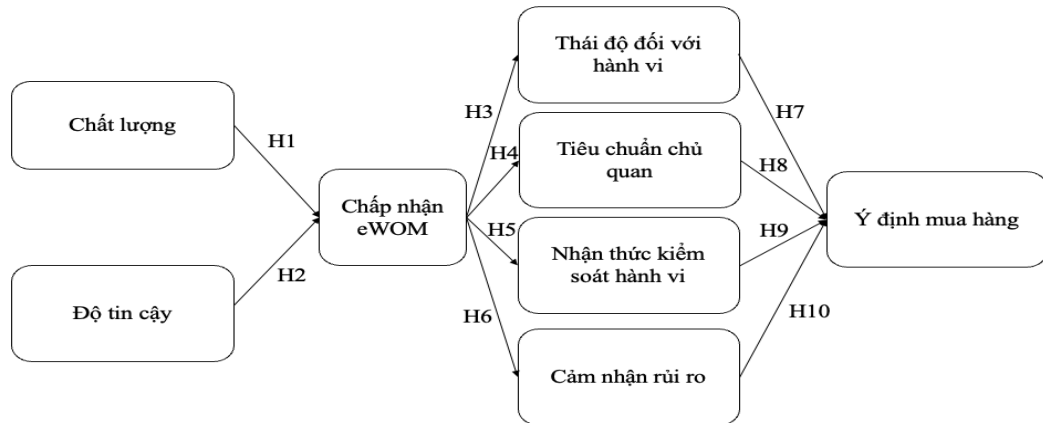 Thái độ đối với
hành vi
Chất lượng
H1
H3
H7
Tiêu chuẩn chủ
quan
H4
H8
Chấp nhận
eWOM
Ý định mua hàng
H5
H9
Nhận thức kiểm
soát hành vi
H2
Độ tin cậy
H6
H10
Cảm nhận rủi ro